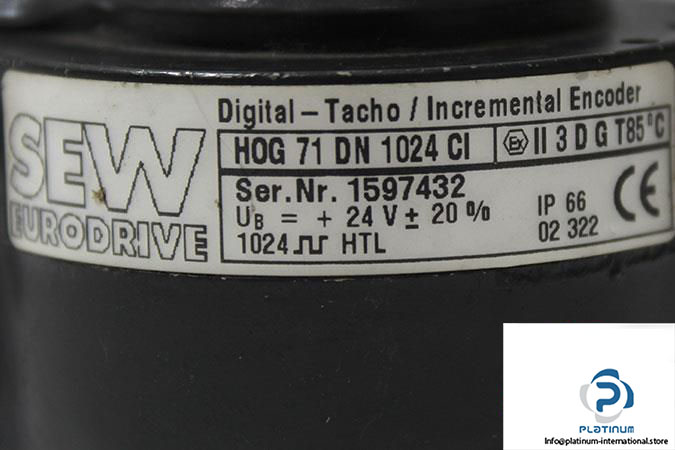 SEW
EURODRIVE
Digital – Tacho / Incremental Encoder
HOG 71 DN 1024 CI
Ex II 3 D G T85°C
Ser.Nr. 1597432
UB = + 24 V ± 20 %
1024 HTL
IP 66
02 322
CE
PLATINUM
Info@platinum-international.store